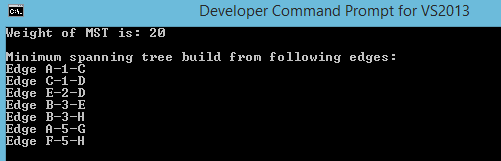 Developer Command Prompt for VS2013
Weight of MST is: 20
Minimum spanning tree build from following edges:
Edge A-1-C
Edge C-1-D
Edge E-2-D
Edge B-3-E
Edge B-3-H
Edge A-5-G
Edge F-5-H